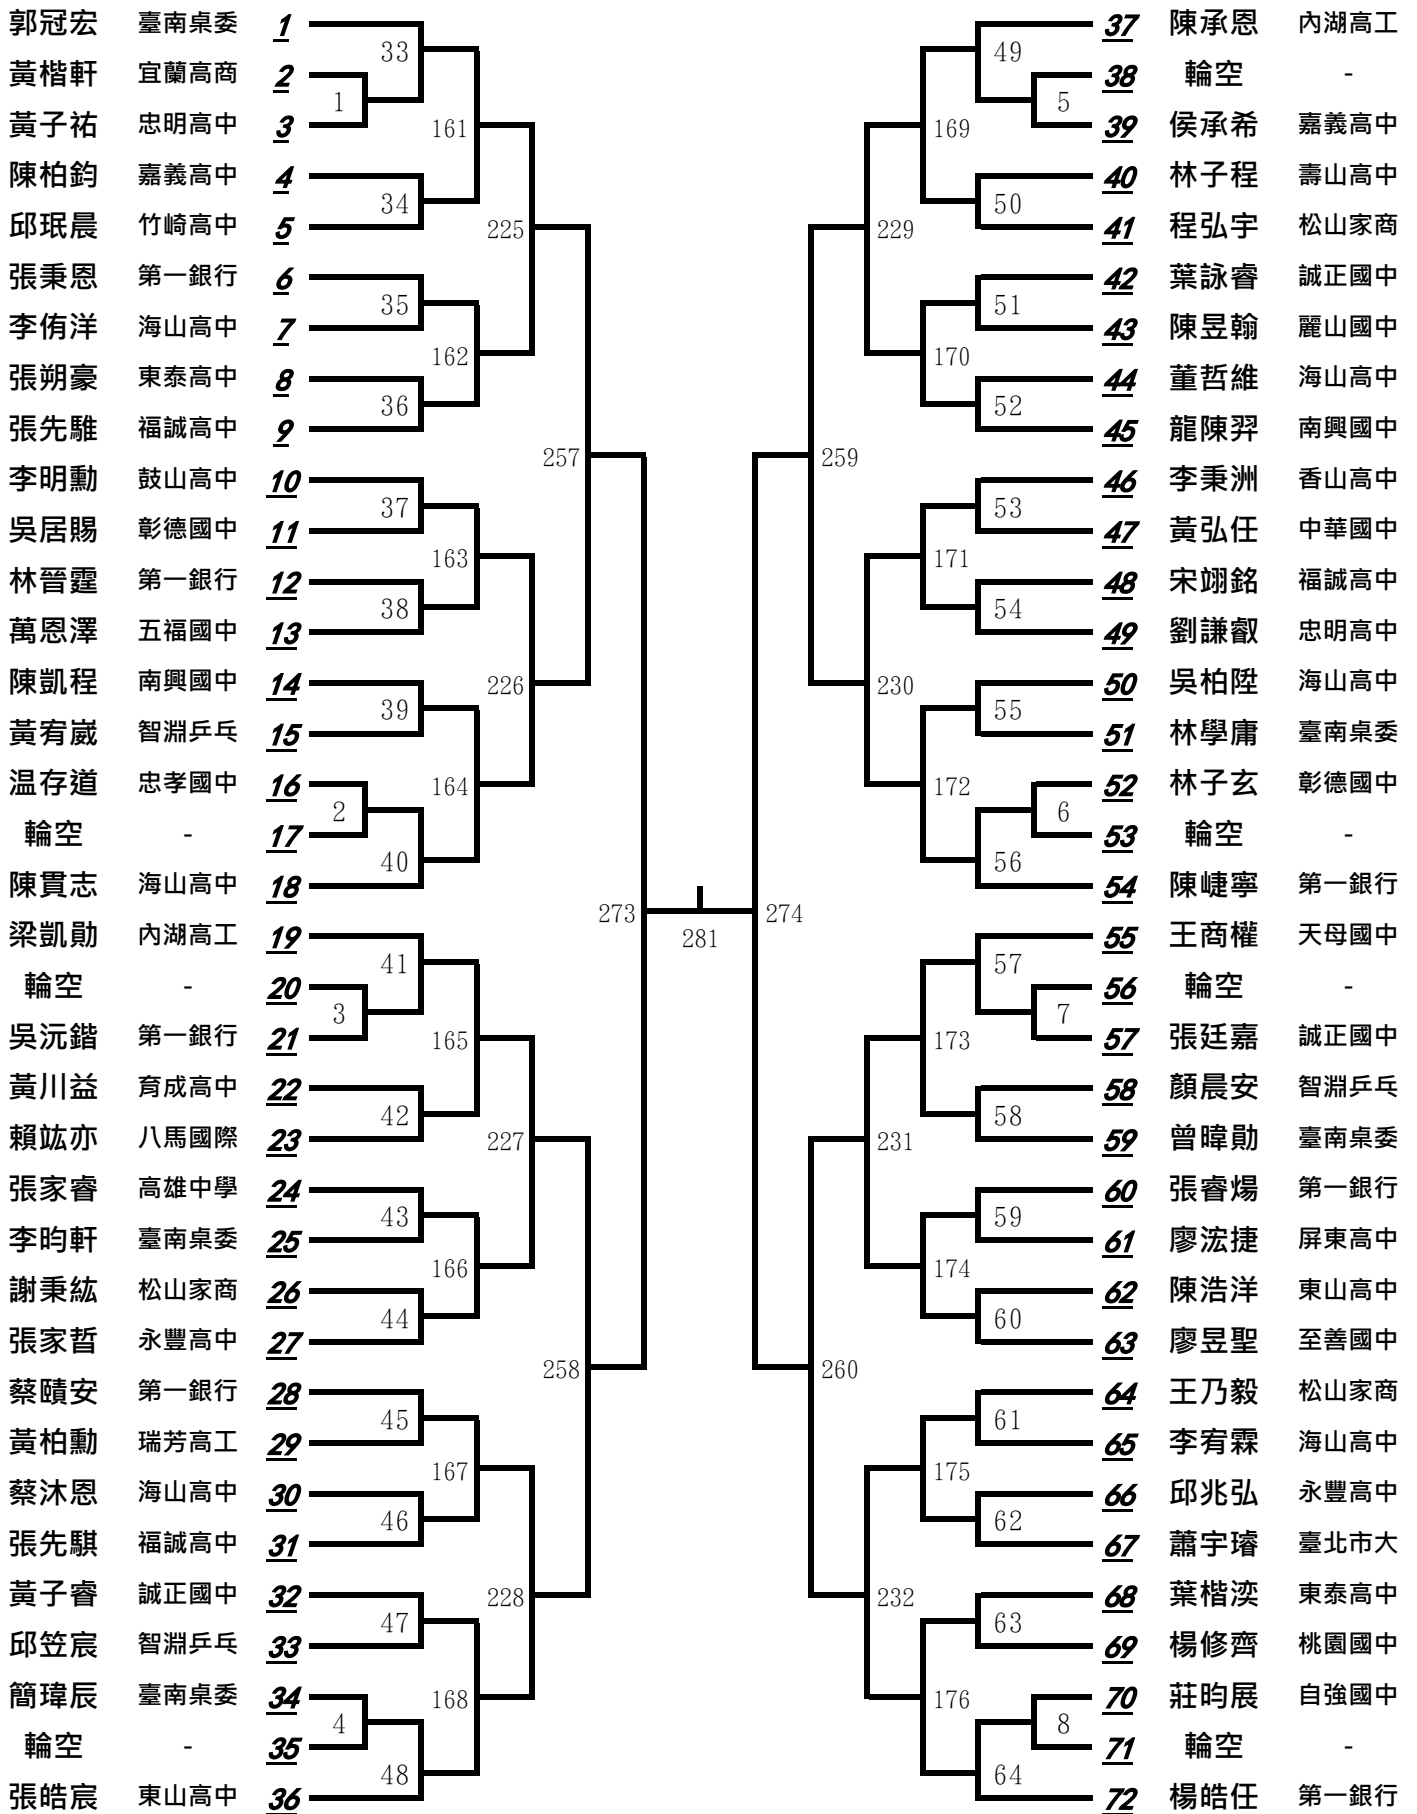 郭冠宏 臺南桌委 1
33
黃楷軒 宜蘭高商 2
1
黃子祐 忠明高中 3
161
陳柏鈞 嘉義高中 4
34
邱珉晨 竹崎高中 5
225
張秉恩 第一銀行 6
35
李侑洋 海山高中 7
162
張朔豪 東泰高中 8
36
張先騅 福誠高中 9
257
李明勳 鼓山高中 10
37
吳居賜 彰德國中 11
163
林晉霆 第一銀行 12
38
萬恩澤 五福國中 13
陳凱程 南興國中 14
226
39
黃宥崴 智淵乒乓 15
温存道 忠孝國中 16
164
2
輪空 - 17
40
陳貫志 海山高中 18
273
梁凱勛 內湖高工 19
41
輪空 - 20
3
吳沅鍇 第一銀行 21
165
黃川益 育成高中 22
42
賴竑亦 八馬國際 23
227
張家睿 高雄中學 24
43
李昀軒 臺南桌委 25
166
謝秉紘 松山家商 26
44
張家晢 永豐高中 27
258
蔡賾安 第一銀行 28
45
黃柏勳 瑞芳高工 29
167
蔡沐恩 海山高中 30
46
張先騏 福誠高中 31
黃子睿 誠正國中 32
228
47
邱笠宸 智淵乒乓 33
簡瑋辰 臺南桌委 34
168
4
輪空 - 35
48
張皓宸 東山高中 36
281
37 陳承恩 內湖高工
49
38 輪空 -
5
39 侯承希 嘉義高中
169
40 林子程 壽山高中
50
41 程弘宇 松山家商
229
42 葉詠睿 誠正國中
51
43 陳昱翰 麗山國中
170
44 董哲維 海山高中
52
45 龍陳羿 南興國中
259
46 李秉洲 香山高中
53
47 黃弘任 中華國中
171
48 宋翊銘 福誠高中
54
49 劉謙叡 忠明高中
50 吳柏陞 海山高中
230
55
51 林學庸 臺南桌委
52 林子玄 彰德國中
172
6
53 輪空 -
56
54 陳崨寧 第一銀行
274
55 王商權 天母國中
57
56 輪空 -
7
57 張廷嘉 誠正國中
173
58 顏晨安 智淵乒乓
58
59 曾暐勛 臺南桌委
231
60 張睿煬 第一銀行
59
61 廖浤捷 屏東高中
174
62 陳浩洋 東山高中
60
63 廖昱聖 至善國中
260
64 王乃毅 松山家商
61
65 李宥霖 海山高中
175
66 邱兆弘 永豐高中
62
67 蕭宇璿 臺北市大
68 葉楷湙 東泰高中
232
63
69 楊修齊 桃園國中
70 莊昀展 自強國中
176
8
71 輪空 -
64
72 楊皓任 第一銀行